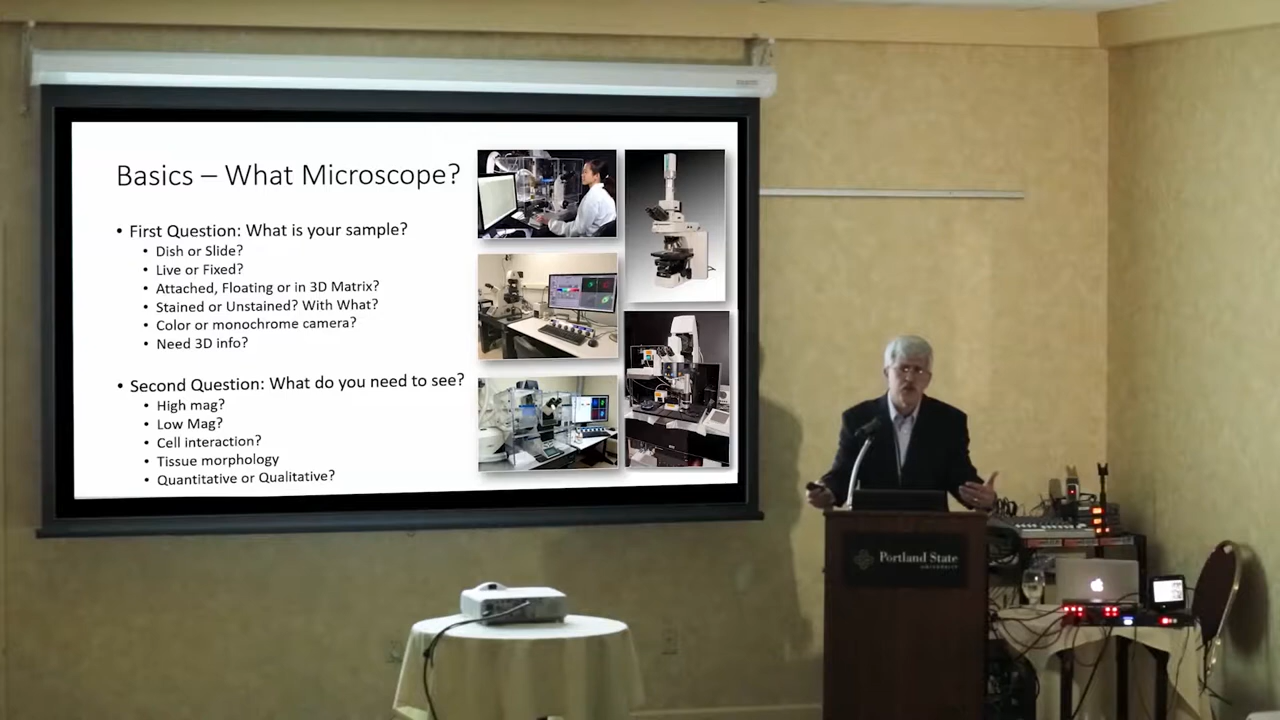 Basics – What Microscope?
• First Question: What is your sample?
• Dish or Slide?
• Live or Fixed?
• Attached, Floating or in 3D Matrix?
• Stained or Unstained? With What?
• Color or monochrome camera?
• Need 3D info?
• Second Question: What do you need to see?
• High mag?
• Low Mag?
• Cell interaction?
• Tissue morphology
• Quantitative or Qualitative?
Portland State
UNIVERSITY